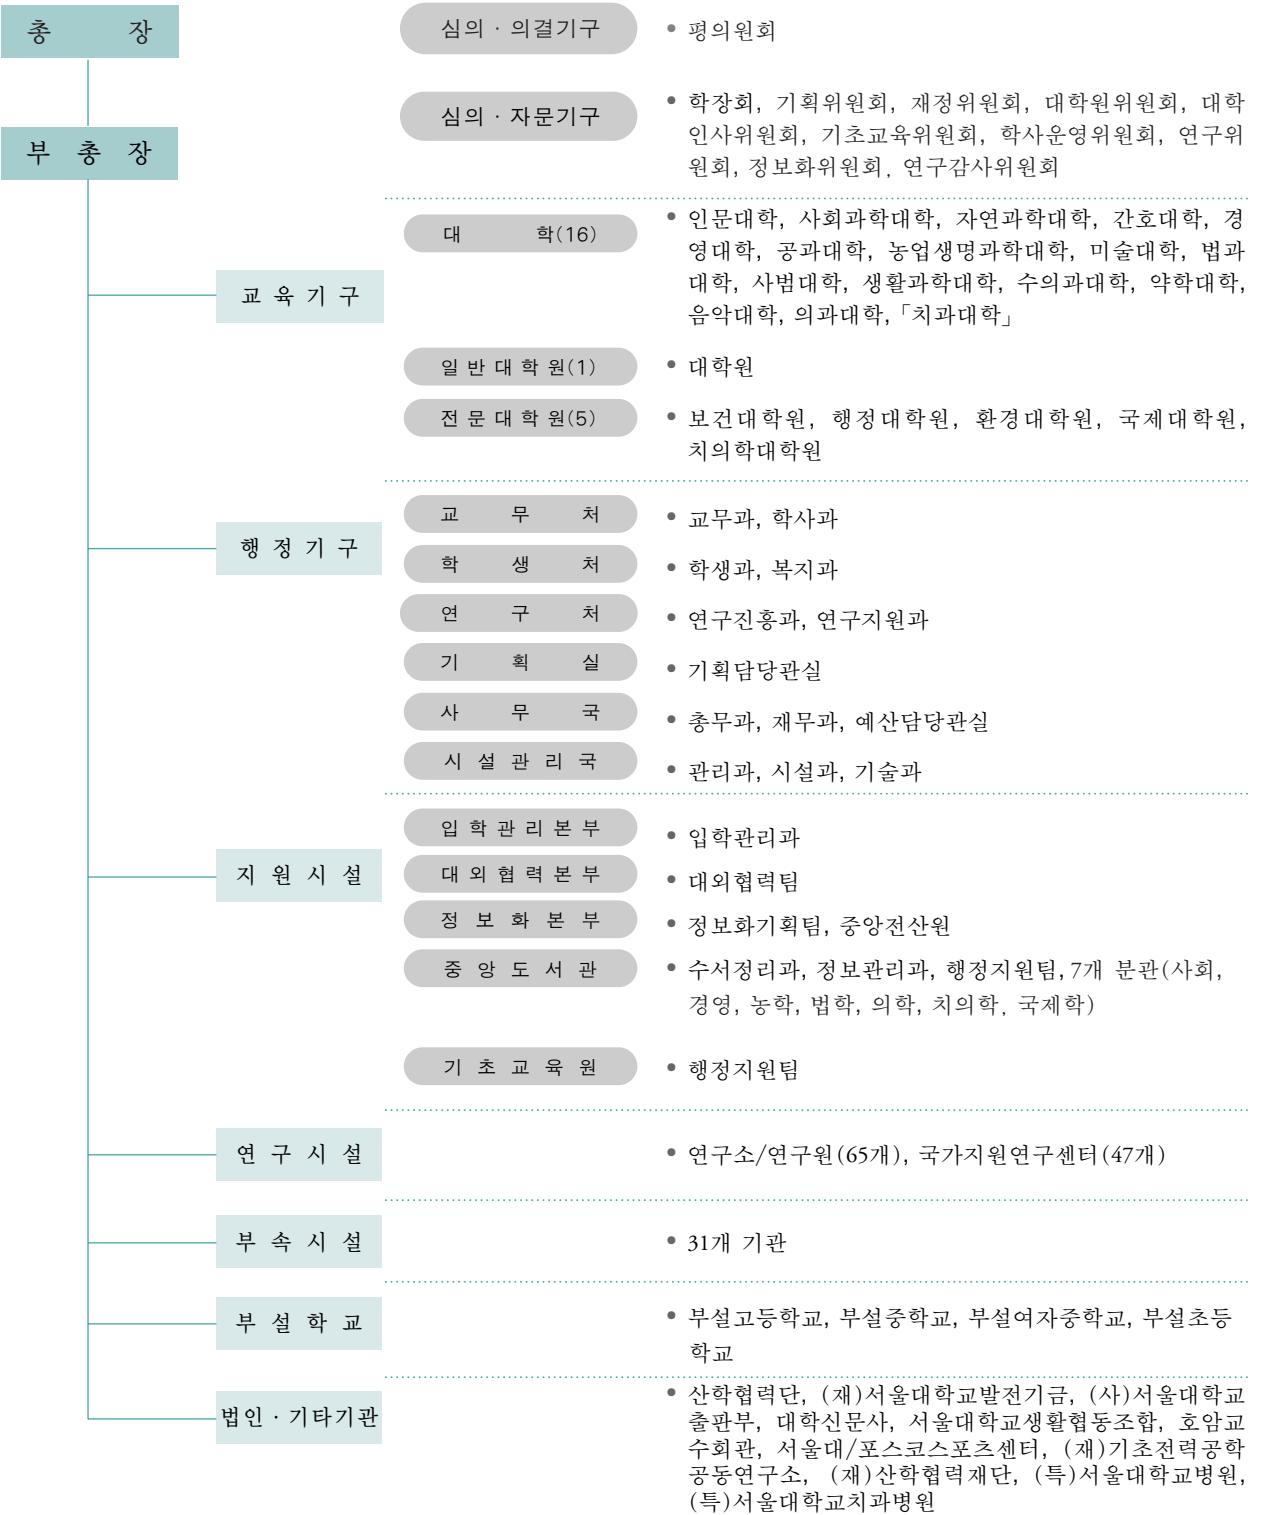 총 장
부 총 장
심의 · 의결기구
• 평의원회
심의 · 자문기구
• 학장회, 기획위원회, 재정위원회, 대학원위원회, 대학
인사위원회, 기초교육위원회, 학사운영위원회, 연구위
원회, 정보화위원회, 연구감사위원회
교 육 기 구
대 학(16)
• 인문대학, 사회과학대학, 자연과학대학, 간호대학, 경
영대학, 공과대학, 농업생명과학대학, 미술대학, 법과
대학, 사범대학, 생활과학대학, 수의과대학, 약학대학,
음악대학, 의과대학, 「치과대학」
일 반 대 학 원(1)
• 대학원
전 문 대 학 원(5)
• 보건대학원, 행정대학원, 환경대학원, 국제대학원,
치의학대학원
행 정 기 구
교 무 처
• 교무과, 학사과
학 생 처
• 학생과, 복지과
연 구 처
• 연구진흥과, 연구지원과
기 획 실
• 기획담당관실
사 무 국
• 총무과, 재무과, 예산담당관실
시 설 관 리 국
• 관리과, 시설과, 기술과
지 원 시 설
입 학 관 리 본 부
• 입학관리과
대 외 협 력 본 부
• 대외협력팀
정 보 화 본 부
• 정보화기획팀, 중앙전산원
중 앙 도 서 관
• 수서정리과, 정보관리과, 행정지원팀, 7개 분관(사회,
경영, 농학, 법학, 의학, 치의학, 국제학)
기 초 교 육 원
• 행정지원팀
연 구 시 설
• 연구소/연구원(65개), 국가지원연구센터(47개)
부 속 시 설
• 31개 기관
부 설 학 교
• 부설고등학교, 부설중학교, 부설여자중학교, 부설초등
학교
법인 · 기타기관
• 산학협력단, (재)서울대학교발전기금, (사)서울대학교
출판부, 대학신문사, 서울대학교생활협동조합, 호암교
수회관, 서울대/포스코스포츠센터, (재)기초전력공학
공동연구소, (재)산학협력재단, (특)서울대학교병원,
(특)서울대학교치과병원